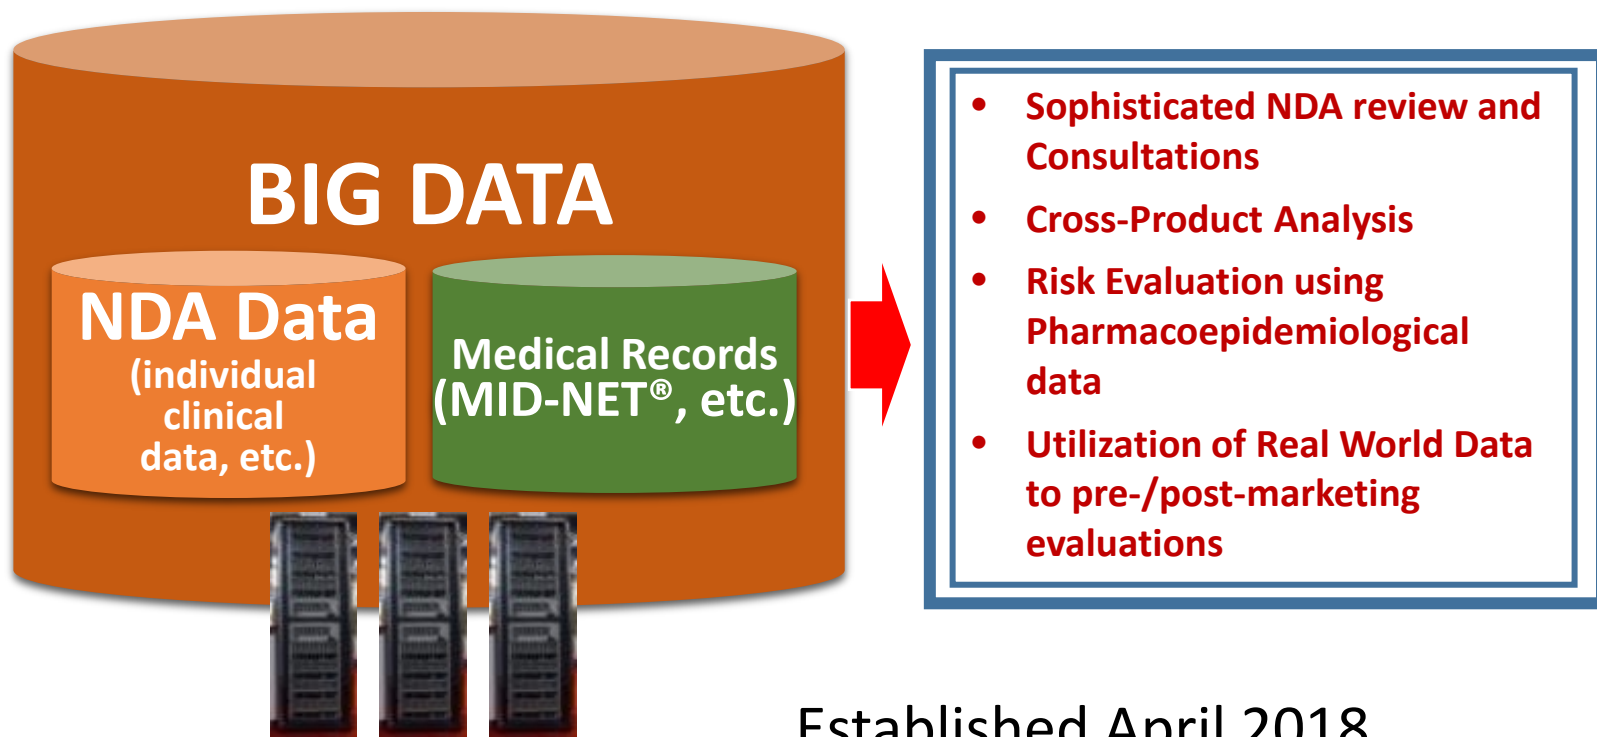 BIG DATA
NDA Data
(individual
clinical
data, etc.)
Medical Records
(MID-NET®, etc.)
• Sophisticated NDA review and
Consultations
• Cross-Product Analysis
• Risk Evaluation using
Pharmacoepidemiological
data
• Utilization of Real World Data
to pre-/post-marketing
evaluations
Established April 2018